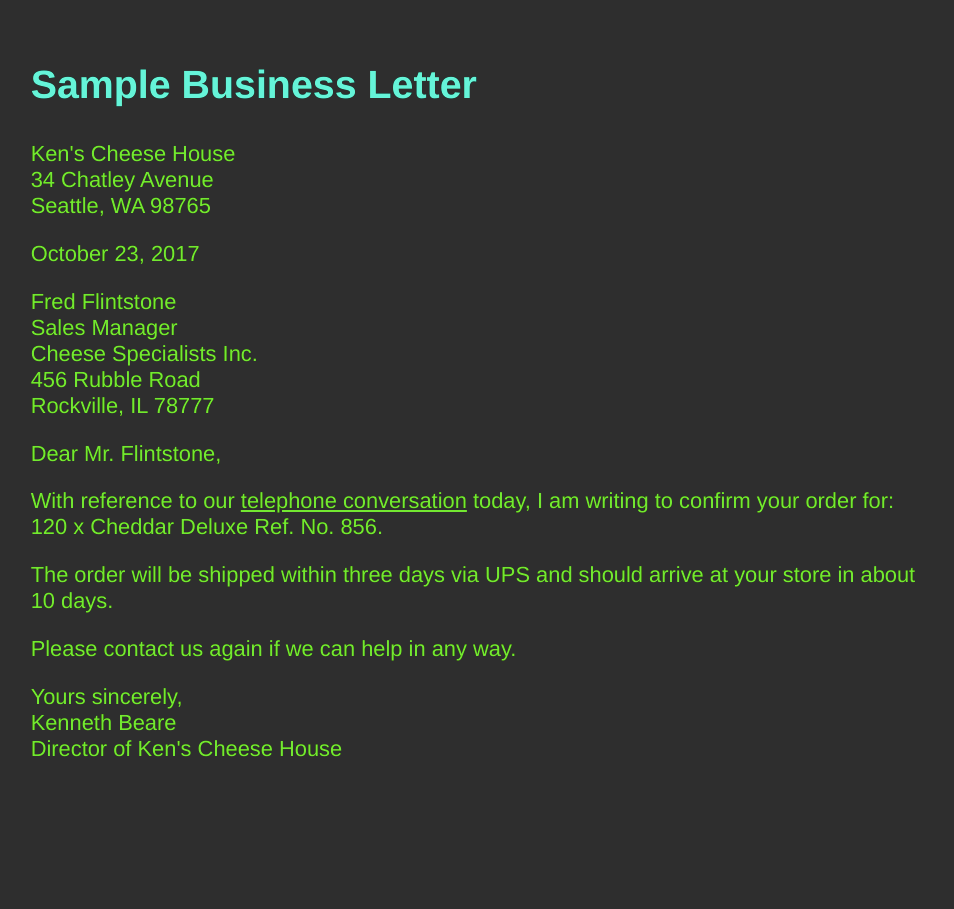 Sample Business Letter
Ken's Cheese House
34 Chatley Avenue
Seattle, WA 98765
October 23, 2017
Fred Flintstone
Sales Manager
Cheese Specialists Inc.
456 Rubble Road
Rockville, IL 78777
Dear Mr. Flintstone,
With reference to our telephone conversation today, I am writing to confirm your order for:
120 x Cheddar Deluxe Ref. No. 856.
The order will be shipped within three days via UPS and should arrive at your store in about
10 days.
Please contact us again if we can help in any way.
Yours sincerely,
Kenneth Beare
Director of Ken's Cheese House